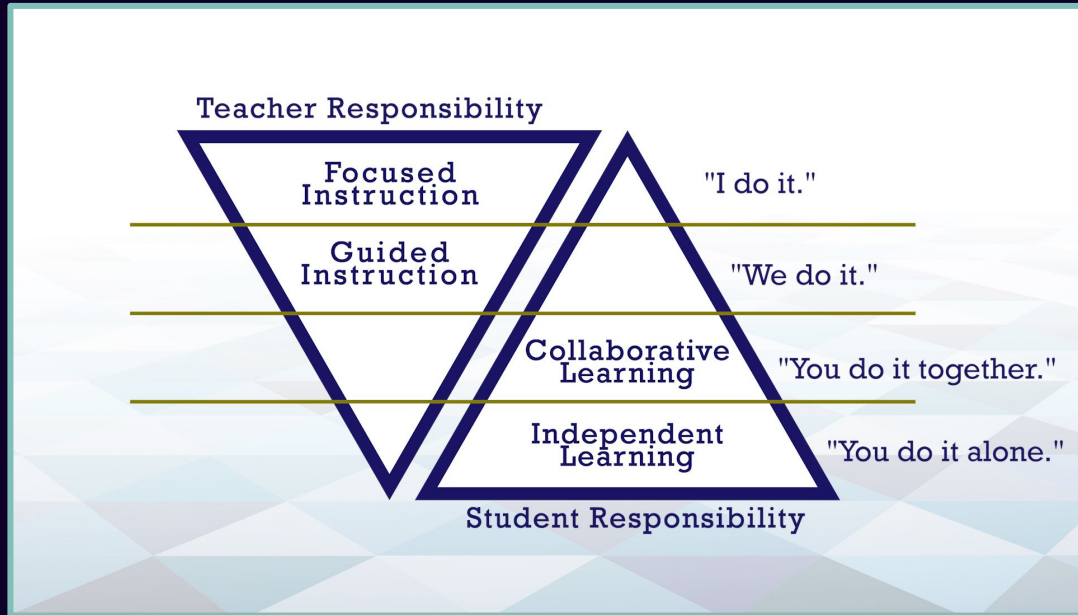 Teacher Responsibility
Focused
Instruction
"I do it."
Guided
Instruction
"We do it."
Collaborative
Learning
"You do it together."
Independent
Learning
"You do it alone."
Student Responsibility